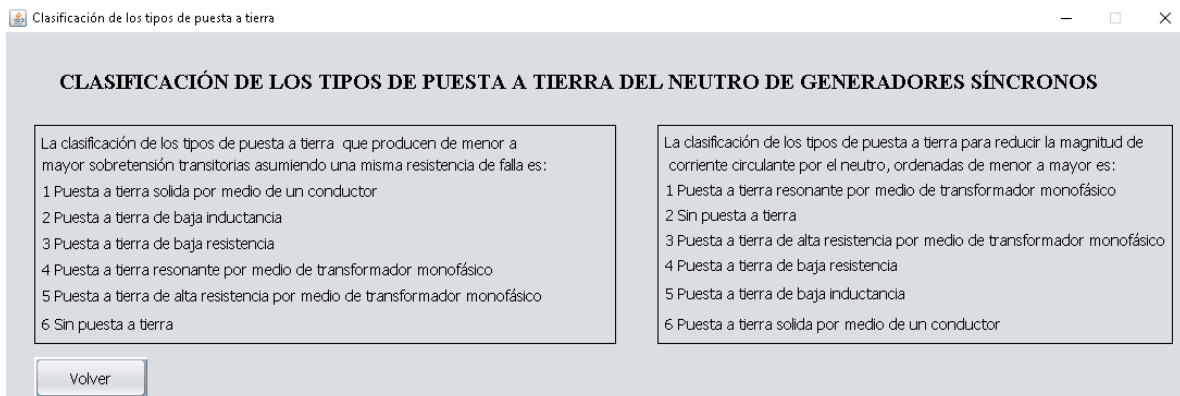 Clasificación de los tipos de puesta a tierra
CLASIFICACIÓN DE LOS TIPOS DE PUESTA A TIERRA DEL NEUTRO DE GENERADORES SÍNCRONOS
La clasificación de los tipos de puesta a tierra que producen de menor a
mayor sobretensión transitorias asumiendo una misma resistencia de falla es:
1 Puesta a tierra solida por medio de un conductor
2 Puesta a tierra de baja inductancia
3 Puesta a tierra de baja resistencia
4 Puesta a tierra resonante por medio de transformador monofásico
5 Puesta a tierra de alta resistencia por medio de transformador monofásico
6 Sin puesta a tierra
La clasificación de los tipos de puesta a tierra para reducir la magnitud de
corriente circulante por el neutro, ordenadas de menor a mayor es:
1 Puesta a tierra resonante por medio de transformador monofásico
2 Sin puesta a tierra
3 Puesta a tierra de alta resistencia por medio de transformador monofásico
4 Puesta a tierra de baja resistencia
5 Puesta a tierra de baja inductancia
6 Puesta a tierra solida por medio de un conductor
Volver